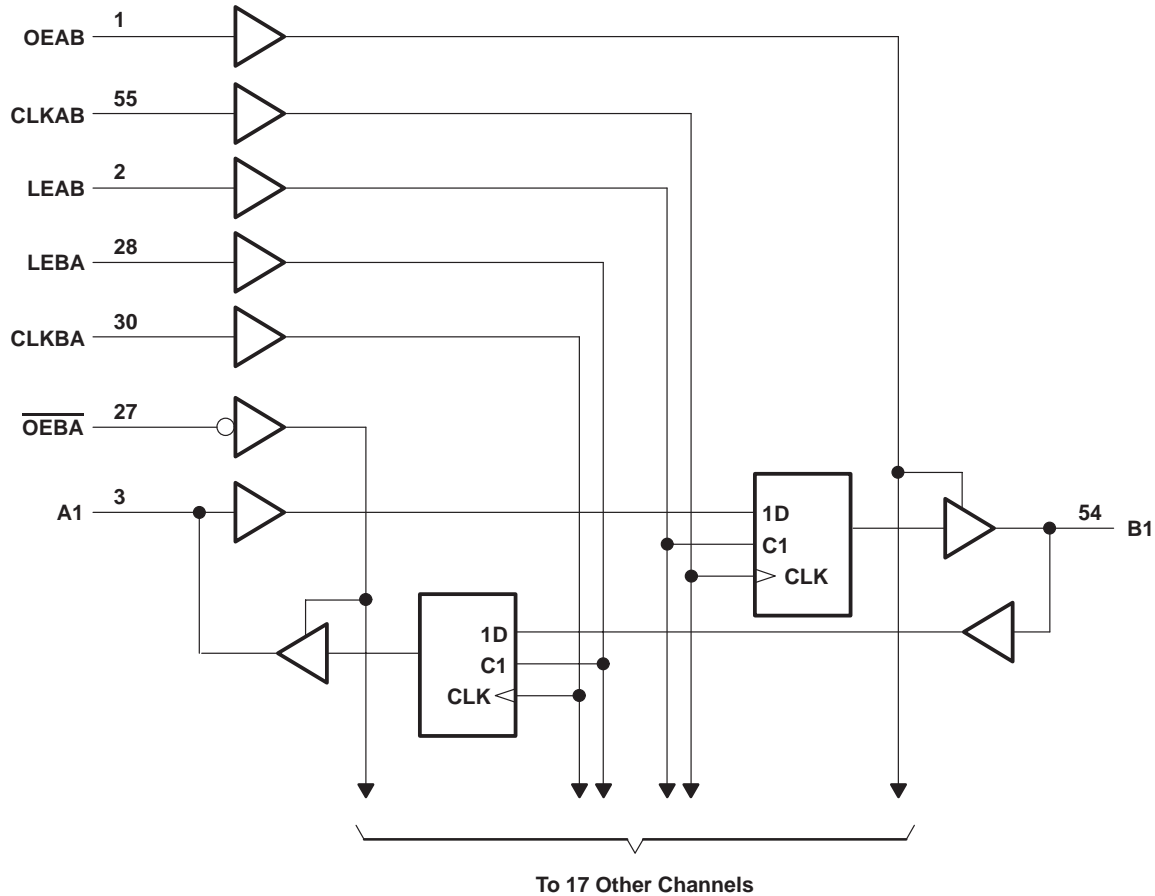 OEAB 1
CLKAB 55
LEAB 2
LEBA 28
CLKBA 30
OEBA 27
A1 3
1D
C1
CLK
54 B1
1D
C1
CLK
To 17 Other Channels